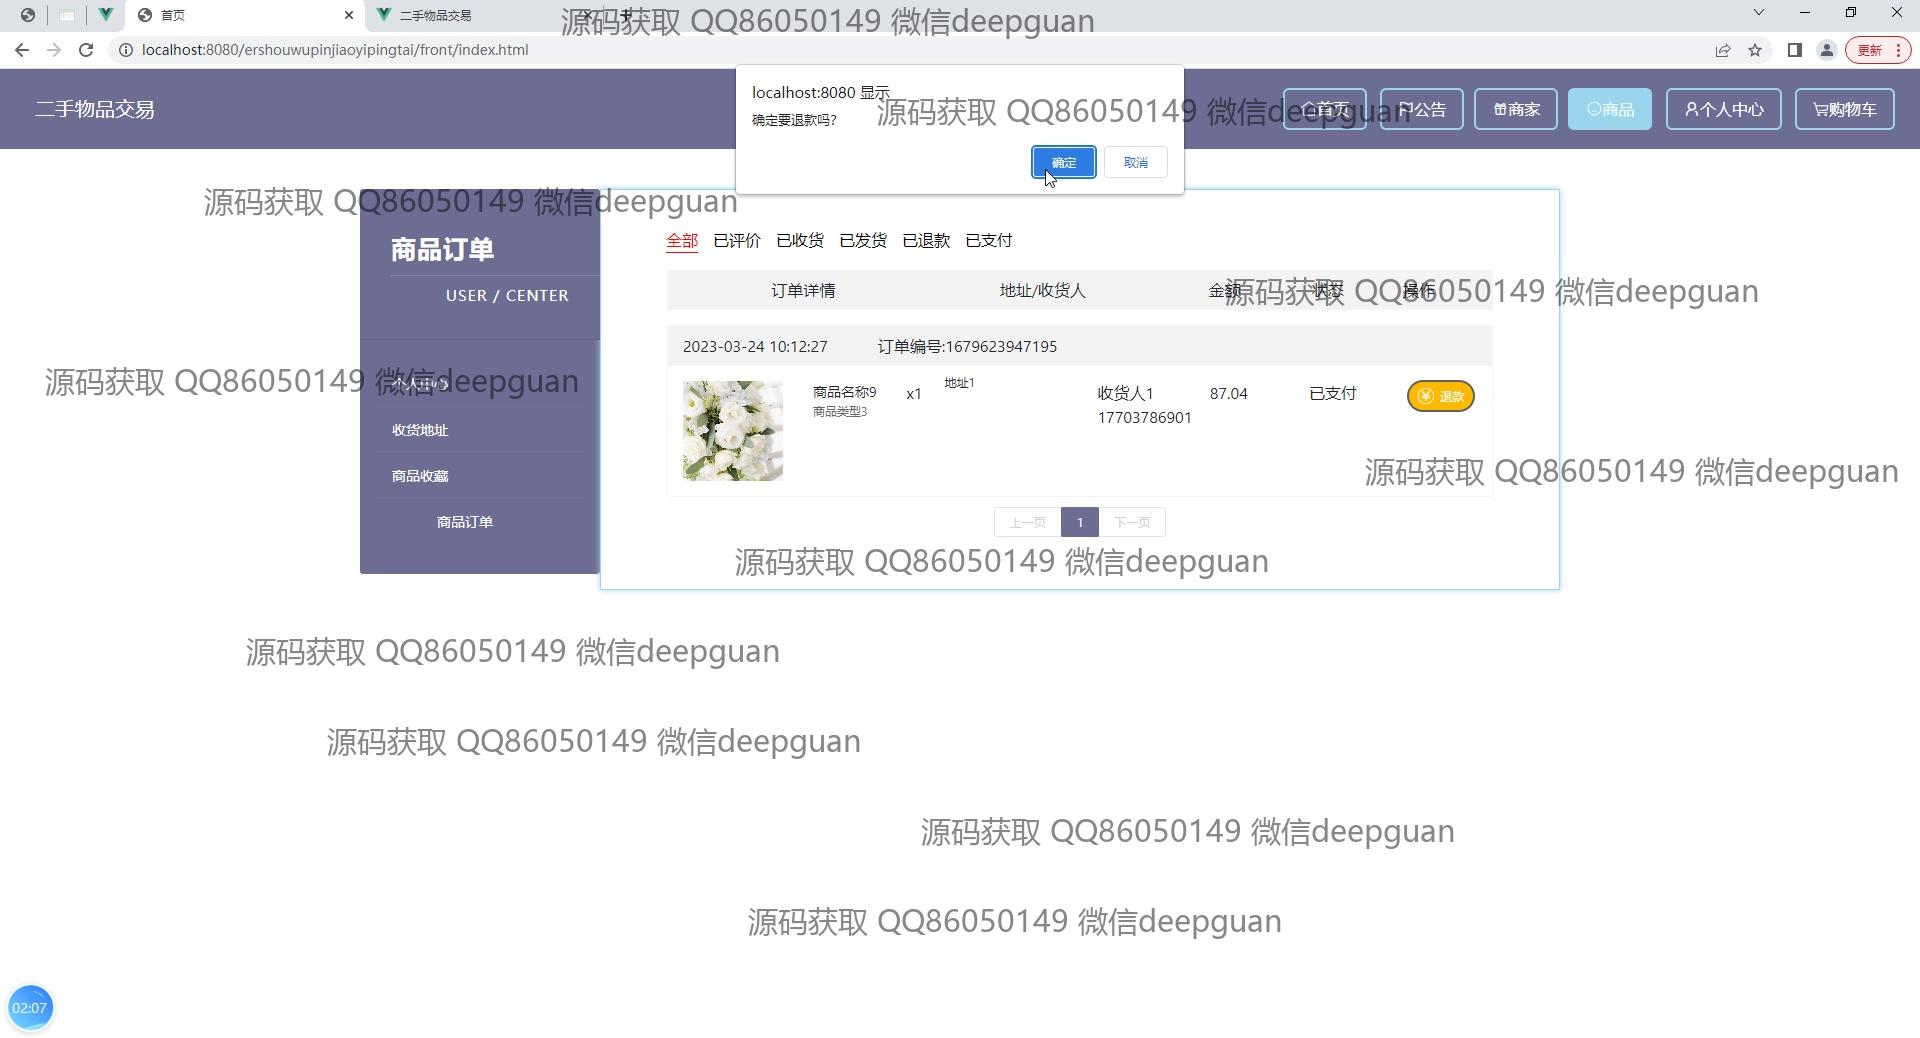 首页
二手物品交易
源码获取 QQ86050149 微信deepguan
localhost:8080/ershouwupinjiaoyipingtai/front/index.html
更新
localhost:8080 显示
确定要退款吗?
确定
取消
源码获取 QQ86050149 微信deepguan
二手物品交易
首页
公告
商家
商品
个人中心
购物车
源码获取 QQ86050149 微信deepguan
商品订单
USER / CENTER
个人中心
收货地址
商品收藏
商品订单
全部 已评价 已收货 已发货 已退款 已支付
订单详情 地址/收货人 金额 状态 操作
源码获取 QQ86050149 微信deepguan
2023-03-24 10:12:27 订单编号:1679623947195
源码获取 QQ86050149 微信deepguan
商品名称9 x1 地址1 收货人1 87.04 已支付 退款
商品类型3 17703786901
源码获取 QQ86050149 微信deepguan
上一页 1 下一页
源码获取 QQ86050149 微信deepguan
源码获取 QQ86050149 微信deepguan
源码获取 QQ86050149 微信deepguan
源码获取 QQ86050149 微信deepguan
源码获取 QQ86050149 微信deepguan
02:07